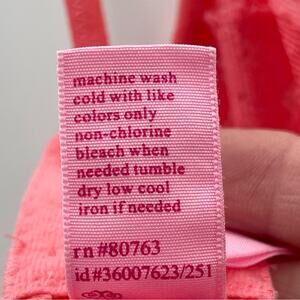 machine wash
cold with like
colors only
non-chlorine
bleach when
needed tumble
dry low cool
iron if needed
rn #80763
id #36007623/251